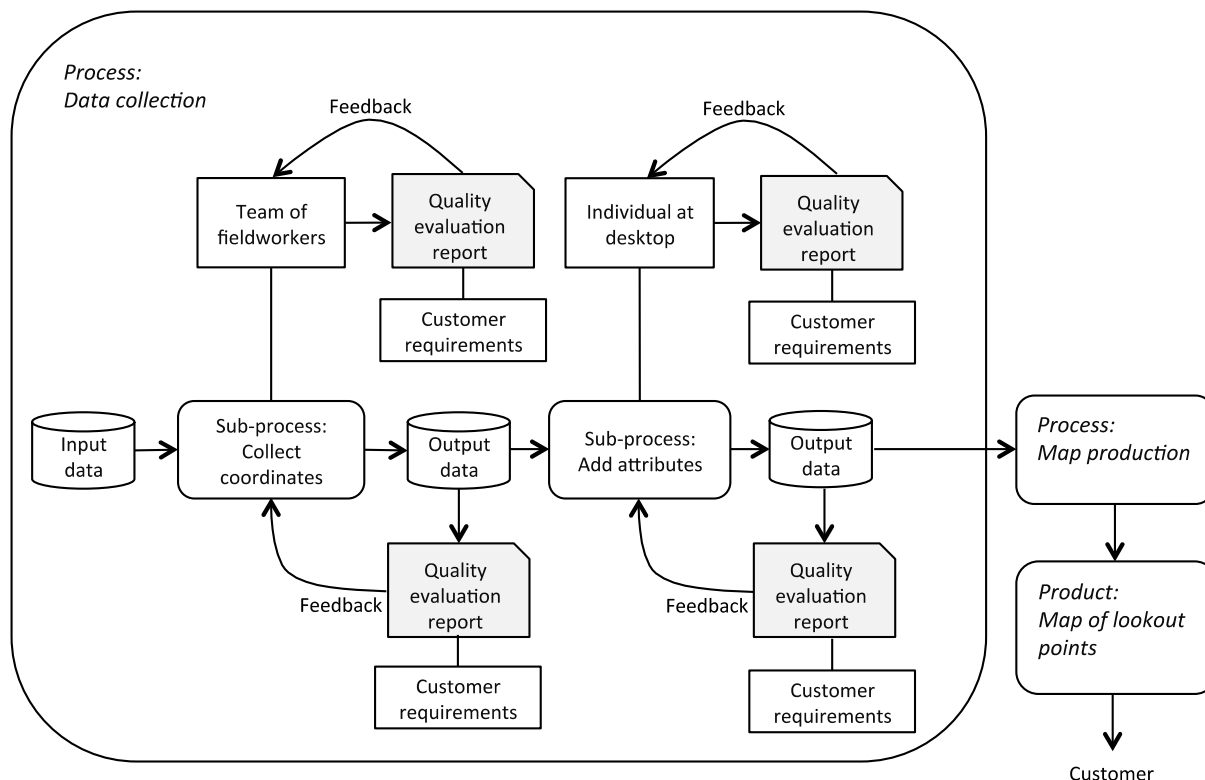 Process:
Data collection
Feedback
Feedback
Team of
fieldworkers
Quality
evaluation
report
Individual at
desktop
Quality
evaluation
report
Customer
requirements
Customer
requirements
Input
data
Sub-process:
Collect
coordinates
Output
data
Sub-process:
Add attributes
Output
data
Process:
Map production
Quality
evaluation
report
Feedback
Quality
evaluation
report
Feedback
Product:
Map of lookout
points
Customer
requirements
Customer
requirements
Customer